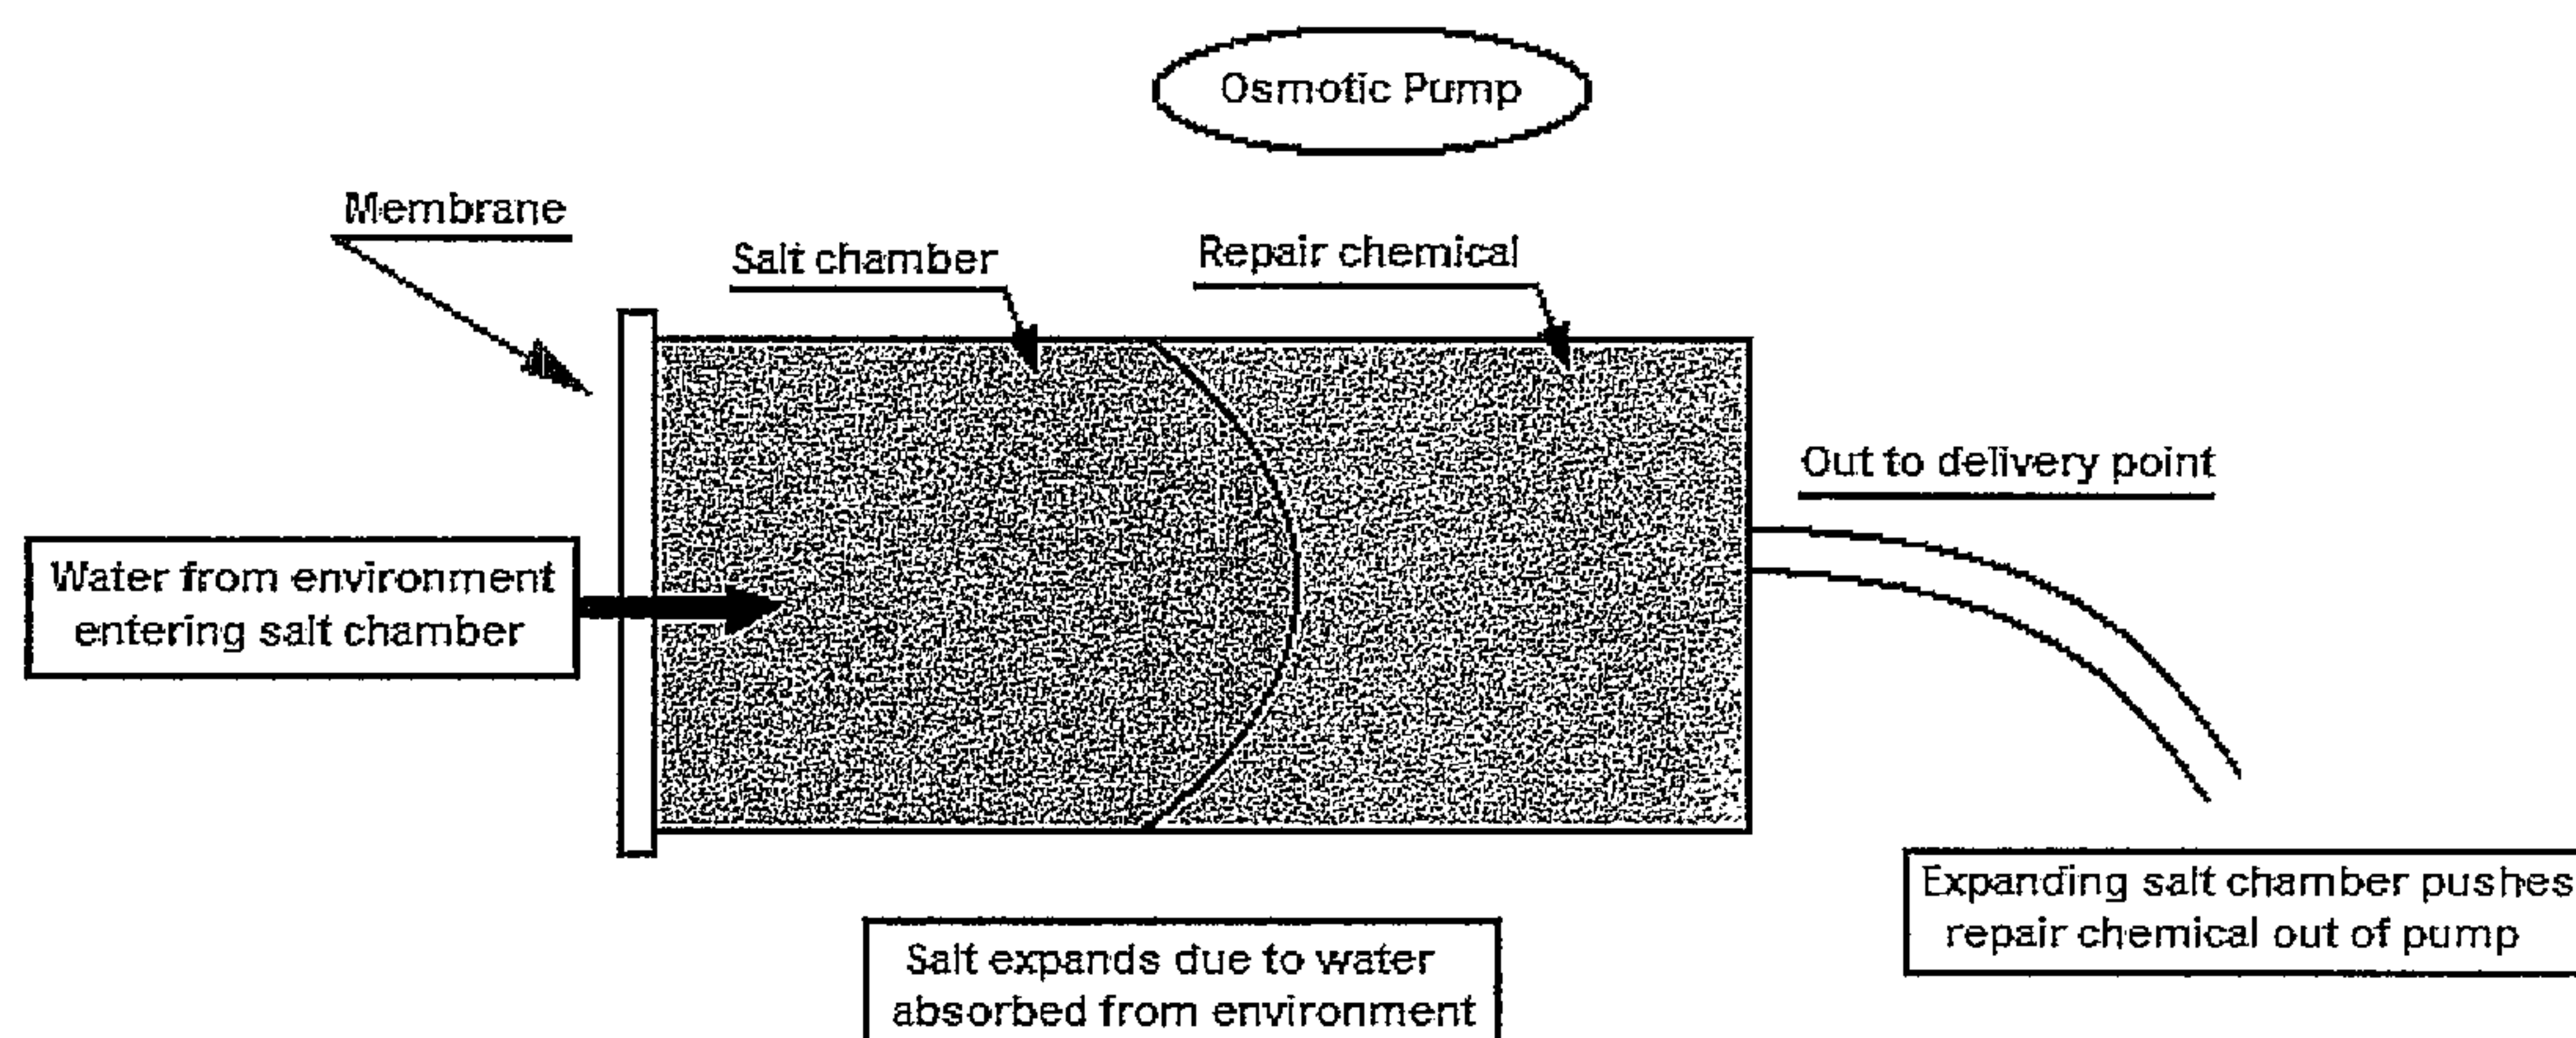 Osmotic Pump
Membrane
Salt chamber
Repair chemical
Out to delivery point
Water from environment
entering salt chamber
Expanding salt chamber pushes
repair chemical out of pump
Salt expands due to water
absorbed from environment